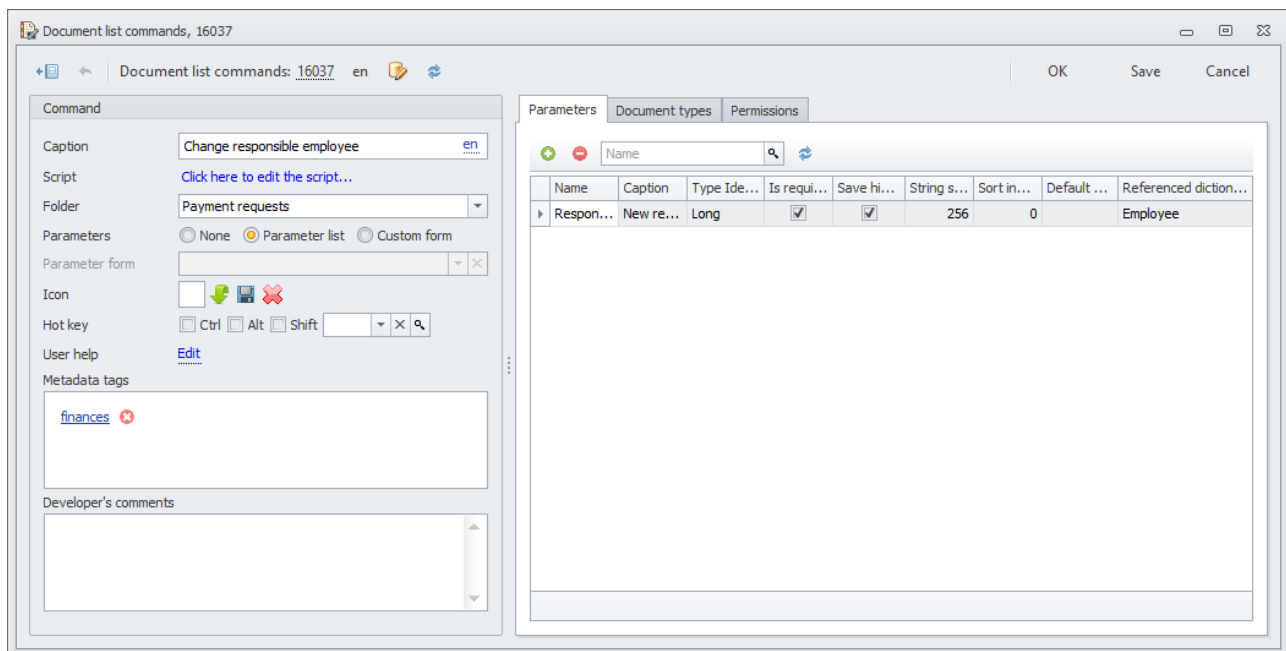 Document list commands, 16037
Document list commands: 16037 en
OK Save Cancel
Command
Caption Change responsible employee en
Script Click here to edit the script...
Folder Payment requests
Parameters None Parameter list Custom form
Parameter form
Icon
Hot key Ctrl Alt Shift
User help Edit
Metadata tags
finances
Developer's comments
Parameters Document types Permissions
Name
Name Caption Type Ide... Is requi... Save hi... String s... Sort in... Default ... Referenced diction...
Respon... New re... Long 256 0 Employee